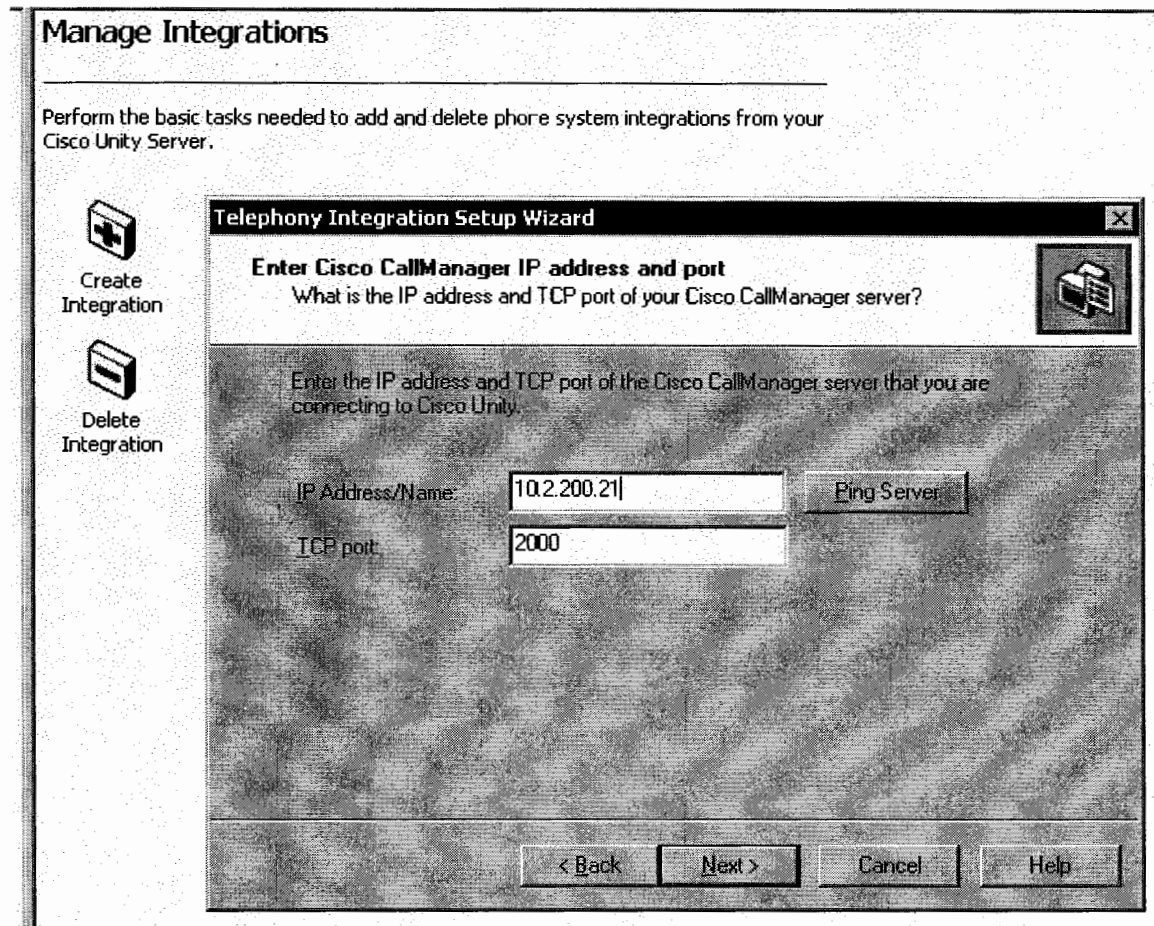 Manage Integrations
Perform the basic tasks needed to add and delete phone system integrations from your
Cisco Unity Server.
Create
Integration
Delete
Integration
Telephony Integration Setup Wizard
Enter Cisco CallManager IP address and port
What is the IP address and TCP port of your Cisco CallManager server?
Enter the IP address and TCP port of the Cisco CallManager server that you are
connecting to Cisco Unity.
IP Address/Name: 10.2.200.21 Ping Server
TCP port: 2000
< Back Next > Cancel Help